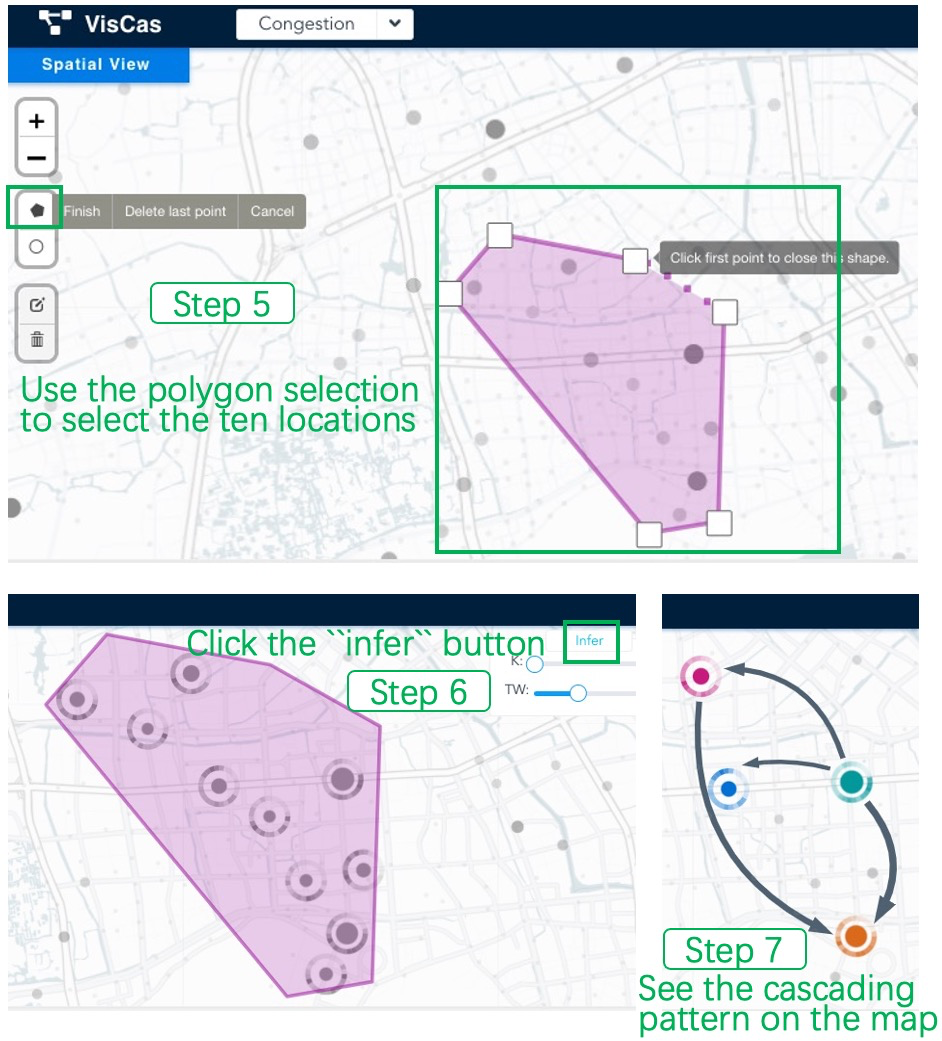 VisCas
Congestion
Spatial View
+
−
Finish
Delete last point
Cancel
Click first point to close this shape.
Step 5
Use the polygon selection
to select the ten locations
Click the ``infer`` button
Infer
K:
Step 6
TW:
Step 7
See the cascading
pattern on the map